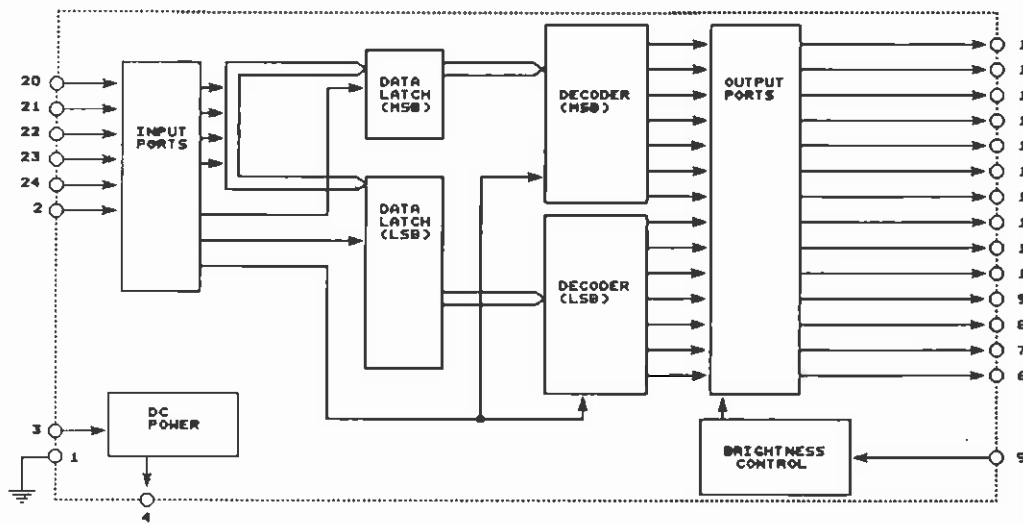 20
21
22
23
24
2
INPUT
PORTS
DATA
LATCH
(MSB)
DATA
LATCH
(LSB)
DECODER
(MSB)
DECODER
(LSB)
OUTPUT
PORTS
9
8
7
6
5
3
1
DC
POWER
4
BRIGHTNESS
CONTROL